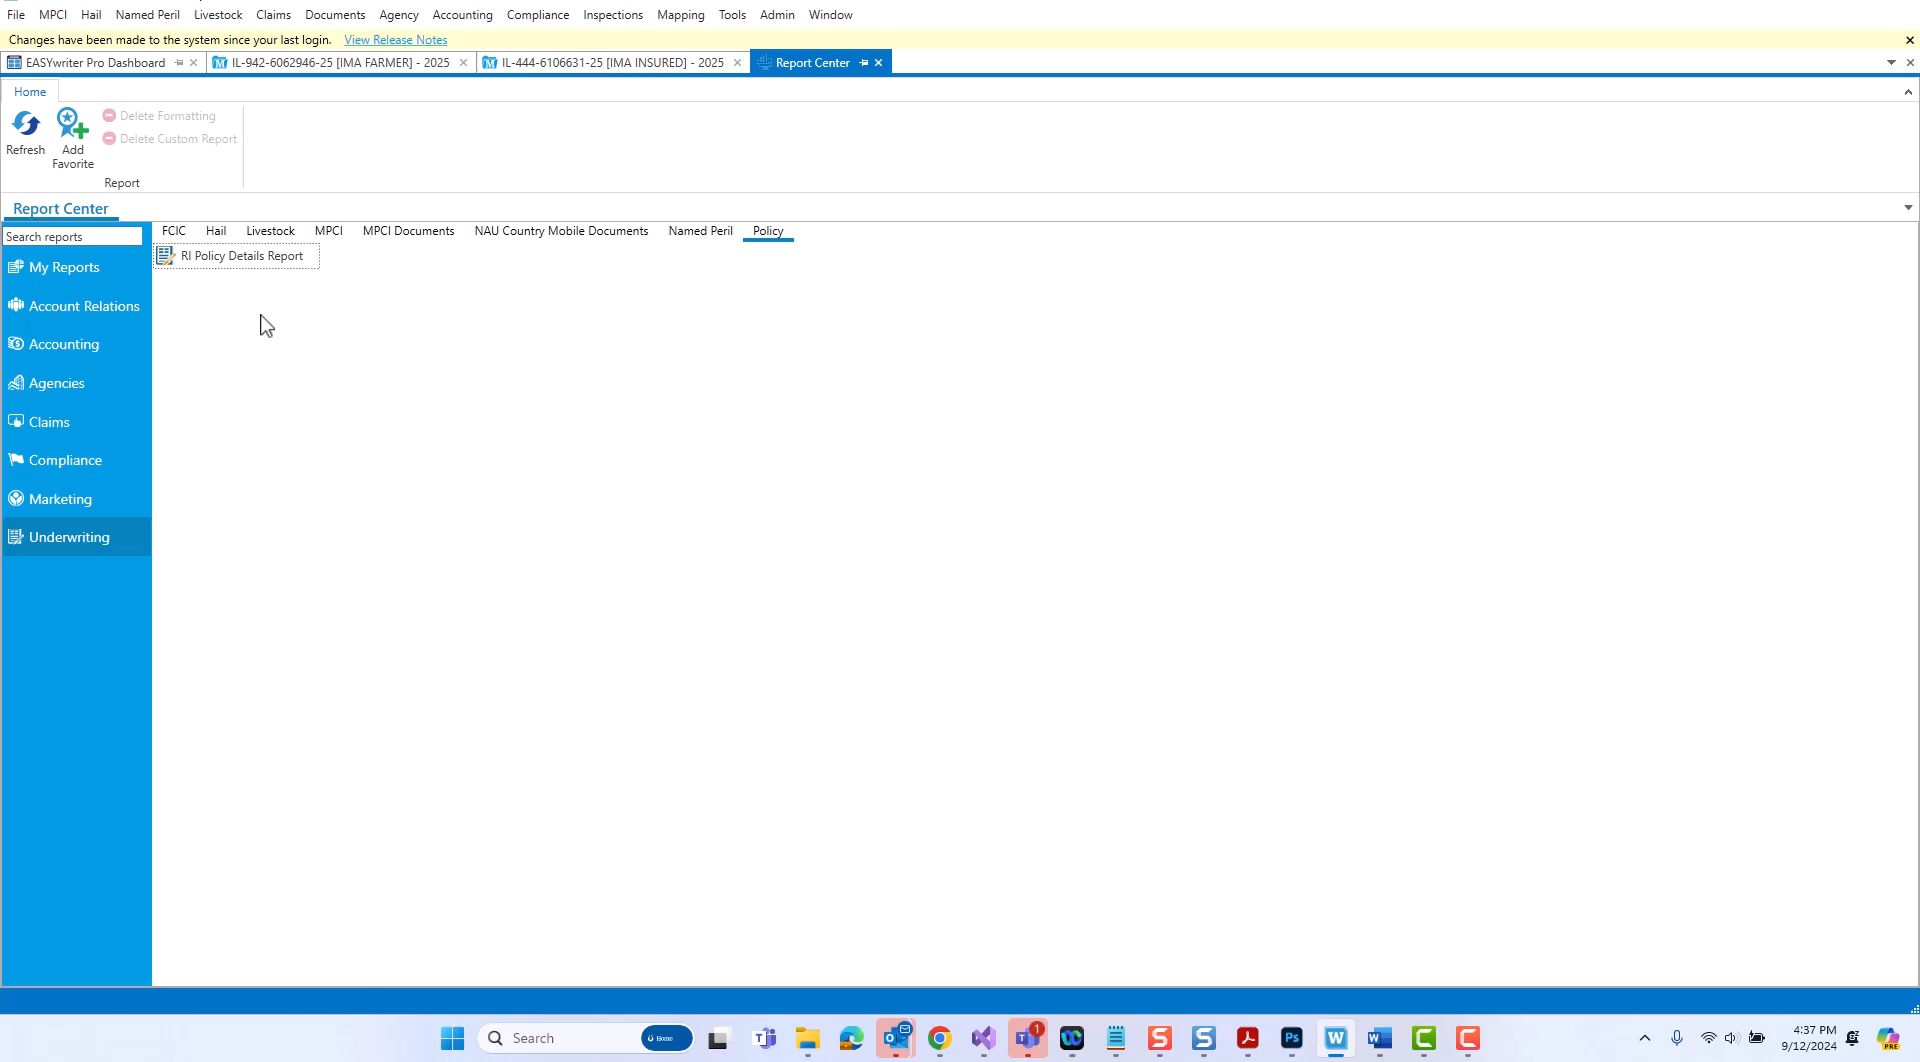 File MPCI Hail Named Peril Livestock Claims Documents Agency Accounting Compliance Inspections Mapping Tools Admin Window
Changes have been made to the system since your last login. View Release Notes
EASYwriter Pro Dashboard IL-942-6062946-25 [IMA FARMER] - 2025 IL-444-6106631-25 [IMA INSURED] - 2025 Report Center
Home
Refresh
Add
Favorite
Delete Formatting
Delete Custom Report
Report
Report Center
Search reports
My Reports
Account Relations
Accounting
Agencies
Claims
Compliance
Marketing
Underwriting
FCIC Hail Livestock MPCI MPCI Documents NAU Country Mobile Documents Named Peril Policy
RI Policy Details Report
Search Home
1
Ps
W
W
S
S
C
C
4:37 PM
9/12/2024
PRE